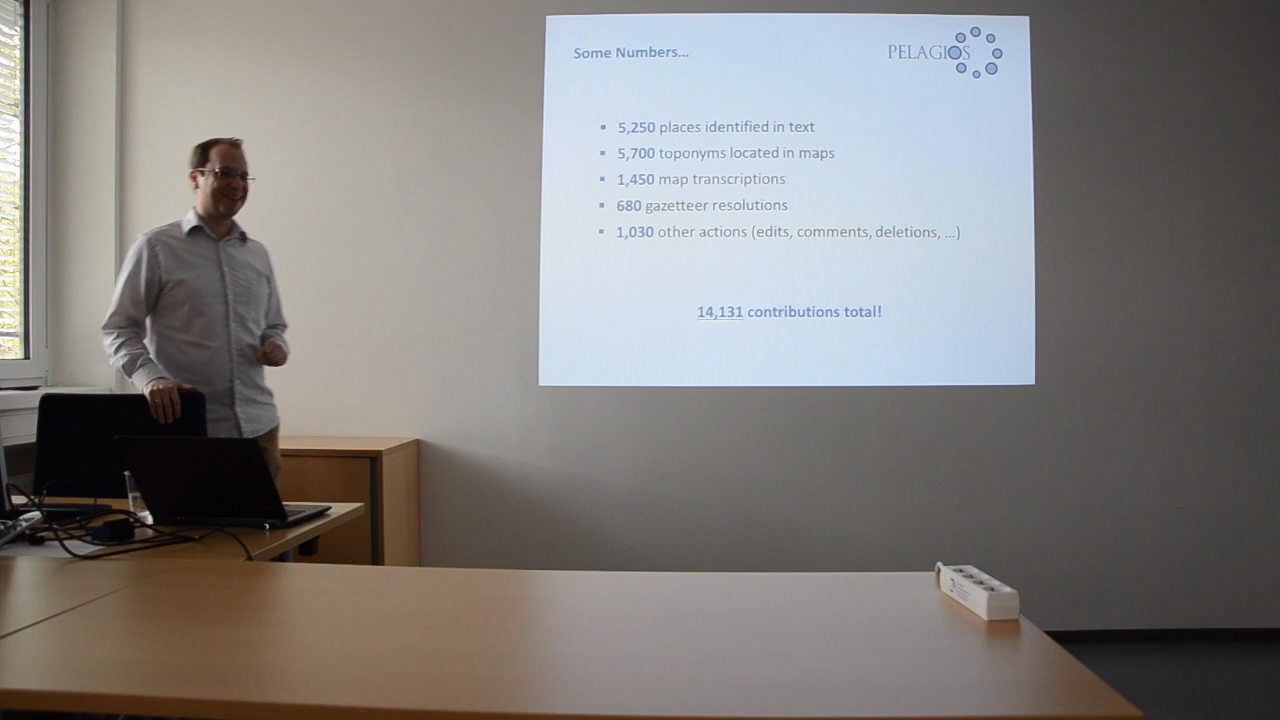 Some Numbers...
PELAGIOS
▪ 5,250 places identified in text
▪ 5,700 toponyms located in maps
▪ 1,450 map transcriptions
▪ 680 gazetteer resolutions
▪ 1,030 other actions (edits, comments, deletions, ...)
14,131 contributions total!